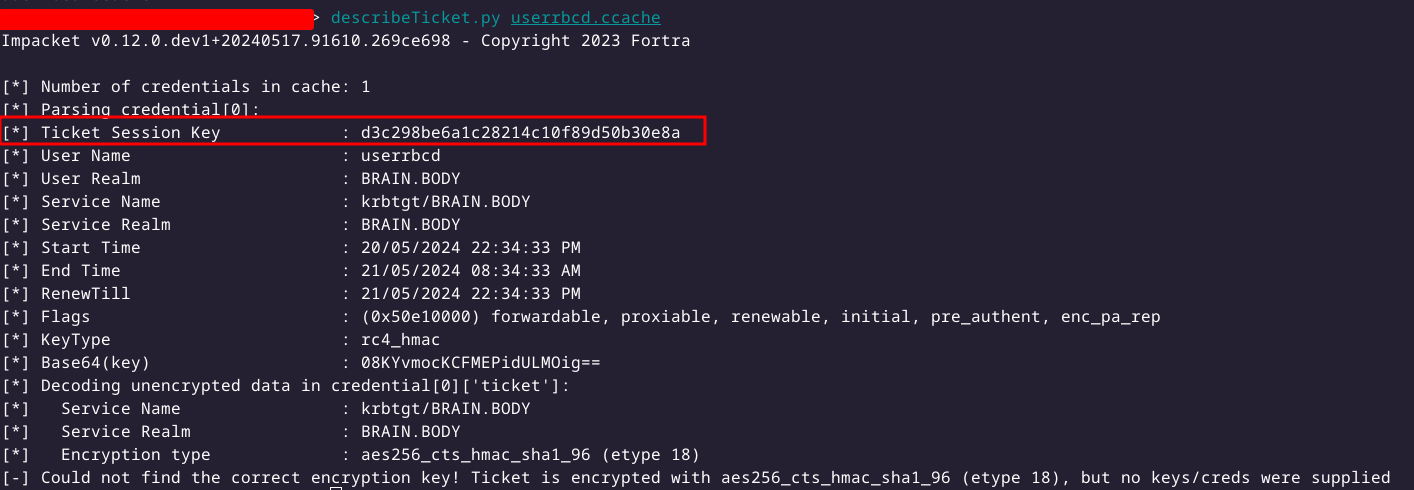 > describeTicket.py userrbcd.ccache
Impacket v0.12.0.dev1+20240517.91610.269ce698 - Copyright 2023 Fortra
[*] Number of credentials in cache: 1
[*] Parsing credential[0]:
[*] Ticket Session Key : d3c298be6a1c28214c10f89d50b30e8a
[*] User Name : userrbcd
[*] User Realm : BRAIN.BODY
[*] Service Name : krbtgt/BRAIN.BODY
[*] Service Realm : BRAIN.BODY
[*] Start Time : 20/05/2024 22:34:33 PM
[*] End Time : 21/05/2024 08:34:33 AM
[*] RenewTill : 21/05/2024 22:34:33 PM
[*] Flags : (0x50e10000) forwardable, proxiable, renewable, initial, pre_authent, enc_pa_rep
[*] KeyType : rc4_hmac
[*] Base64(key) : 08KYvmocKCFMEPidULMOig==
[*] Decoding unencrypted data in credential[0]['ticket']:
[*] Service Name : krbtgt/BRAIN.BODY
[*] Service Realm : BRAIN.BODY
[*] Encryption type : aes256_cts_hmac_sha1_96 (etype 18)
[-] Could not find the correct encryption key! Ticket is encrypted with aes256_cts_hmac_sha1_96 (etype 18), but no keys/creds were supplied